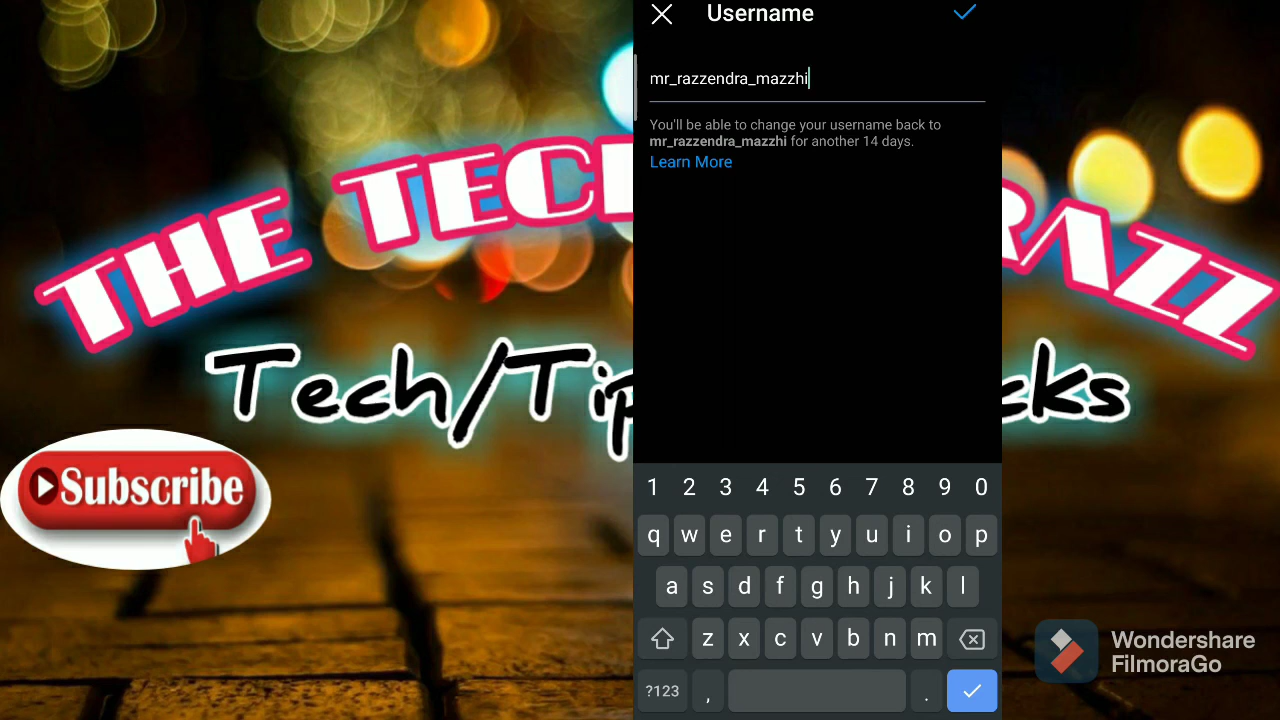 Username
mr_razzendra_mazzhi
You'll be able to change your username back to
mr_razzendra_mazzhi for another 14 days.
Learn More
THE TEC
RAZZ
Tech/Tip
cks
Subscribe
1 2 3 4 5 6 7 8 9 0
q w e r t y u i o p
a s d f g h j k l
z x c v b n m
?123 , .
Wondershare
FilmoraGo